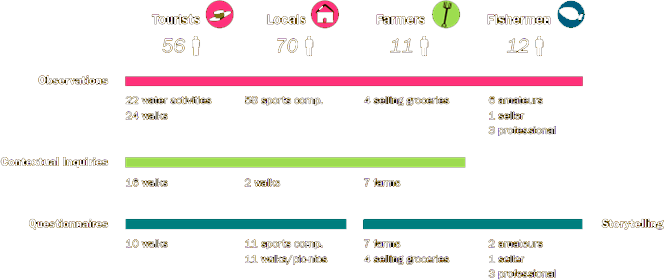 Tourists Locals Farmers Fishermen
56 70 11 12
Observations
22 water activities 53 sports comp. 4 selling groceries 6 amateurs
24 walks 1 seller
3 professional
Contextual Inquiries
16 walks 2 walks 7 farms
Questionnaires Storytelling
10 walks 11 sports comp. 7 farms 2 amateurs
11 walks/pic-nics 4 selling groceries 1 seller
3 professional